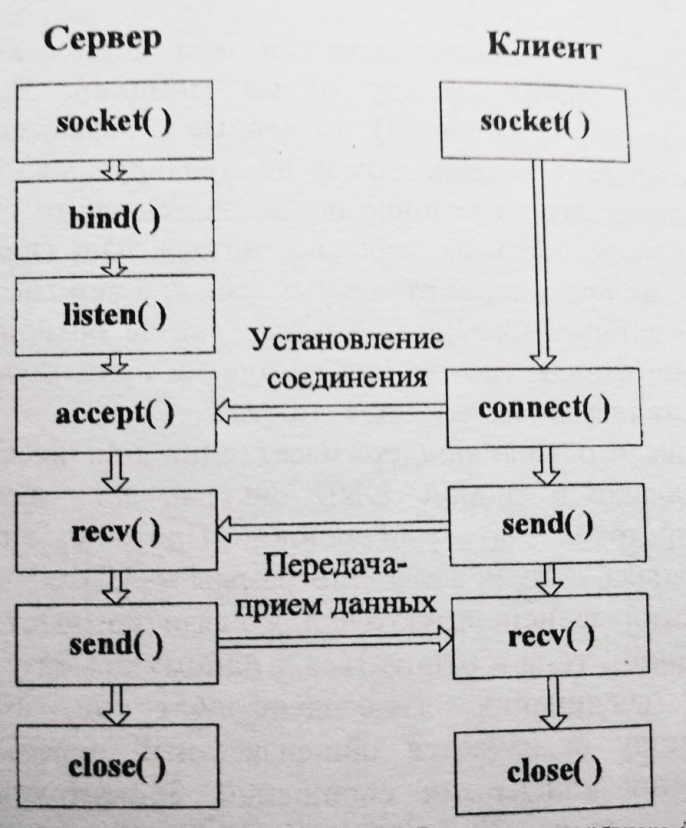 Сервер
Клиент
socket( )
socket( )
bind( )
listen( )
Установление
соединения
accept( )
connect( )
recv( )
send( )
Передача-
прием данных
send( )
recv( )
close( )
close( )